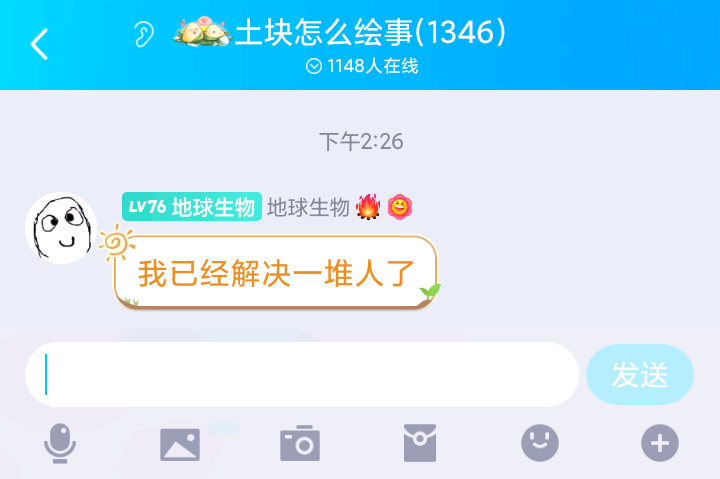 土块怎么绘事(1346)
1148人在线
下午2:26
LV76 地球生物 地球生物
我已经解决一堆人了
发送